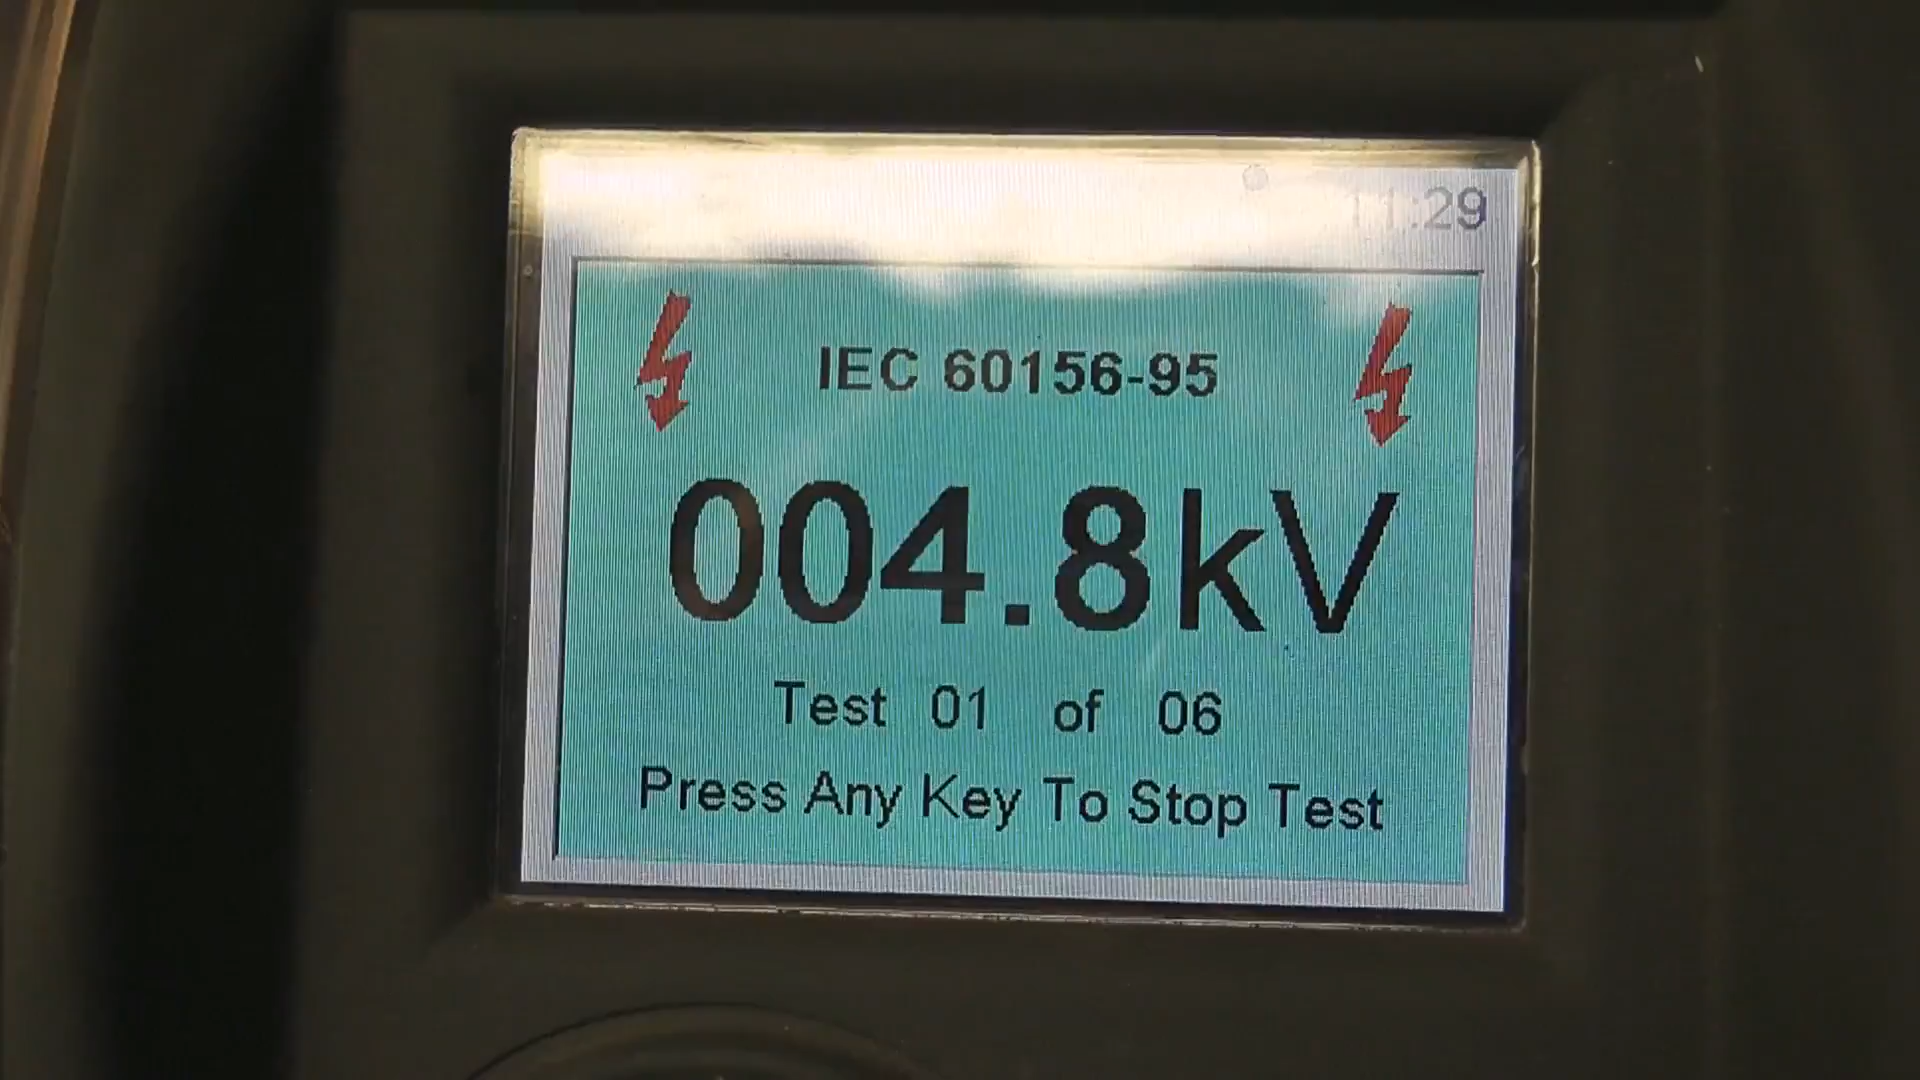 11:29
IEC 60156-95
004.8kV
Test 01 of 06
Press Any Key To Stop Test